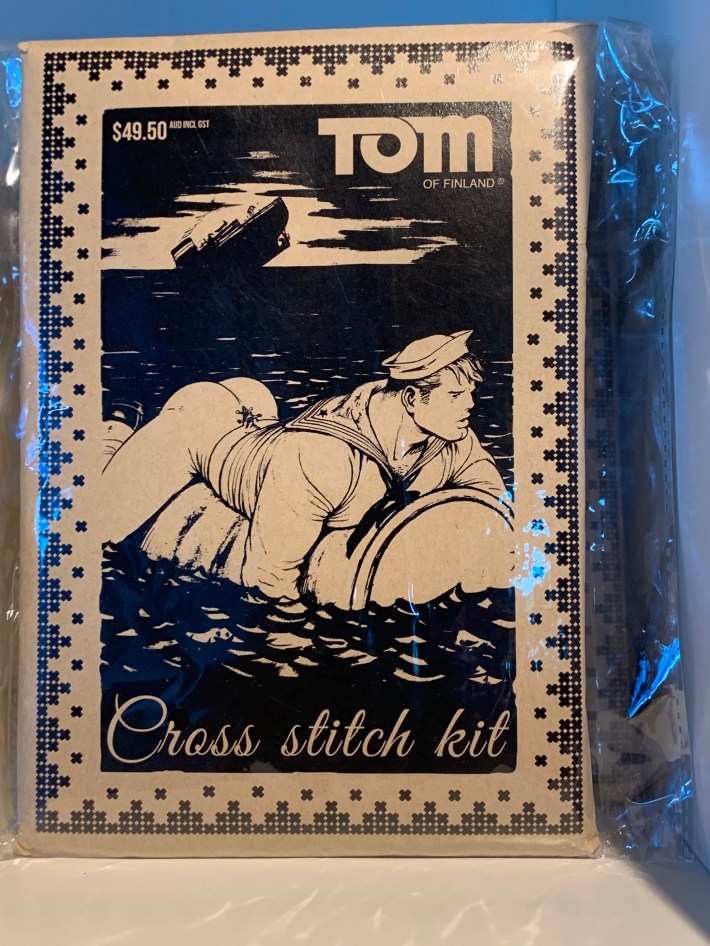 $49.50 AUD INCL GST
TOM
OF FINLAND ®
Cross stitch kit